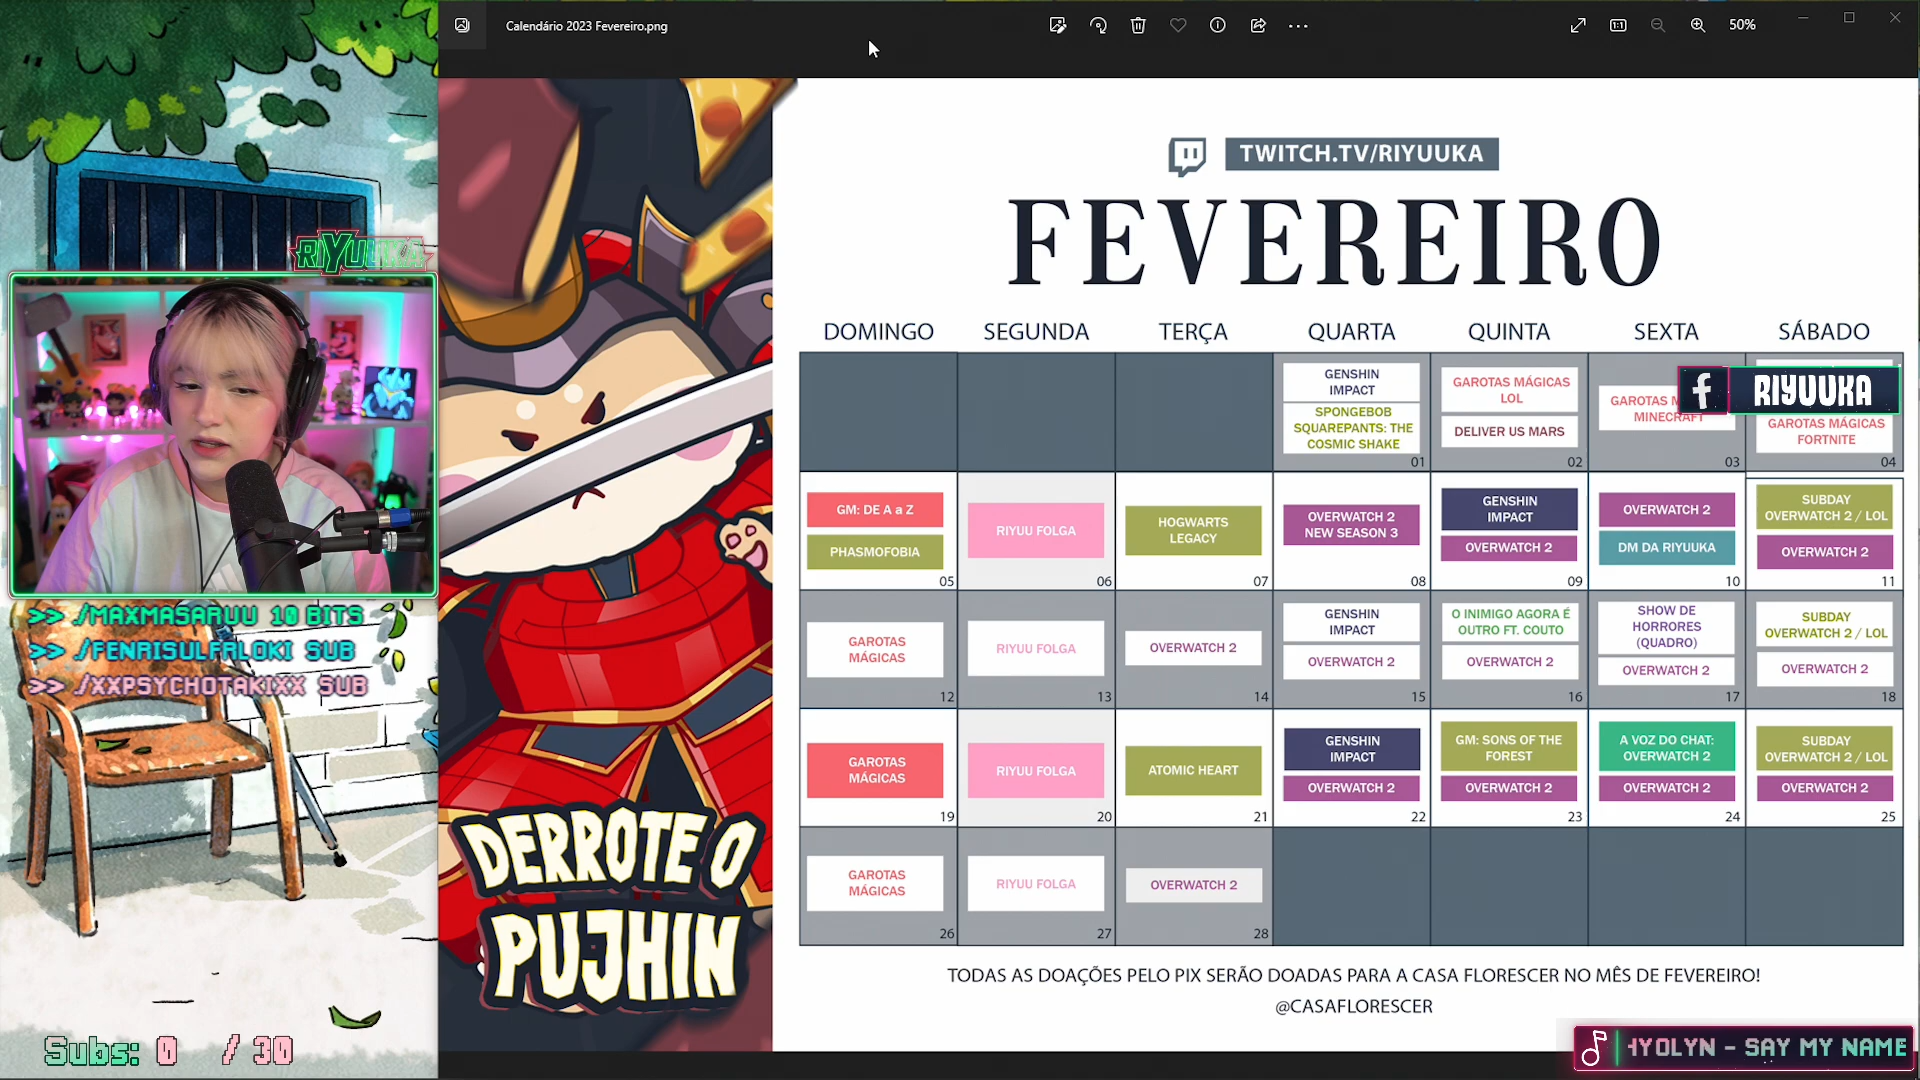 Calendário 2023 Fevereiro.png
50%
TWITCH.TV/RIYUUKA
FEVEREIRO
DOMINGO SEGUNDA TERÇA QUARTA QUINTA SEXTA SÁBADO
GENSHIN
IMPACT
SPONGEBOB
SQUAREPANTS: THE
COSMIC SHAKE
01
GAROTAS MÁGICAS
LOL
DELIVER US MARS
02
GAROTAS
MINECRAFT
03
GAROTAS MÁGICAS
FORTNITE
04
RIYUUKA
GM: DE A a Z
PHASMOFOBIA
05
RIYUU FOLGA
06
HOGWARTS
LEGACY
07
OVERWATCH 2
NEW SEASON 3
08
GENSHIN
IMPACT
OVERWATCH 2
09
OVERWATCH 2
DM DA RIYUUKA
10
SUBDAY
OVERWATCH 2 / LOL
OVERWATCH 2
11
GAROTAS
MÁGICAS
12
RIYUU FOLGA
13
OVERWATCH 2
14
GENSHIN
IMPACT
OVERWATCH 2
15
O INIMIGO AGORA É
OUTRO FT. COUTO
OVERWATCH 2
16
SHOW DE
HORRORES
(QUADRO)
OVERWATCH 2
17
SUBDAY
OVERWATCH 2 / LOL
OVERWATCH 2
18
GAROTAS
MÁGICAS
19
RIYUU FOLGA
20
ATOMIC HEART
21
GENSHIN
IMPACT
OVERWATCH 2
22
GM: SONS OF THE
FOREST
OVERWATCH 2
23
A VOZ DO CHAT:
OVERWATCH 2
OVERWATCH 2
24
SUBDAY
OVERWATCH 2 / LOL
OVERWATCH 2
25
GAROTAS
MÁGICAS
26
RIYUU FOLGA
27
OVERWATCH 2
28
TODAS AS DOAÇÕES PELO PIX SERÃO DOADAS PARA A CASA FLORESCER NO MÊS DE FEVEREIRO!
@CASAFLORESCER
DERROTE O
PUJHIN
RIYUUKA
>> ./MAXMASARUU 10 BITS
>> ./FENRISULFRLOKI SUB
>> ./XXPSYCHOTAKIXX SUB
Subs: 0 / 30
HYOLYN - SAY MY NAME